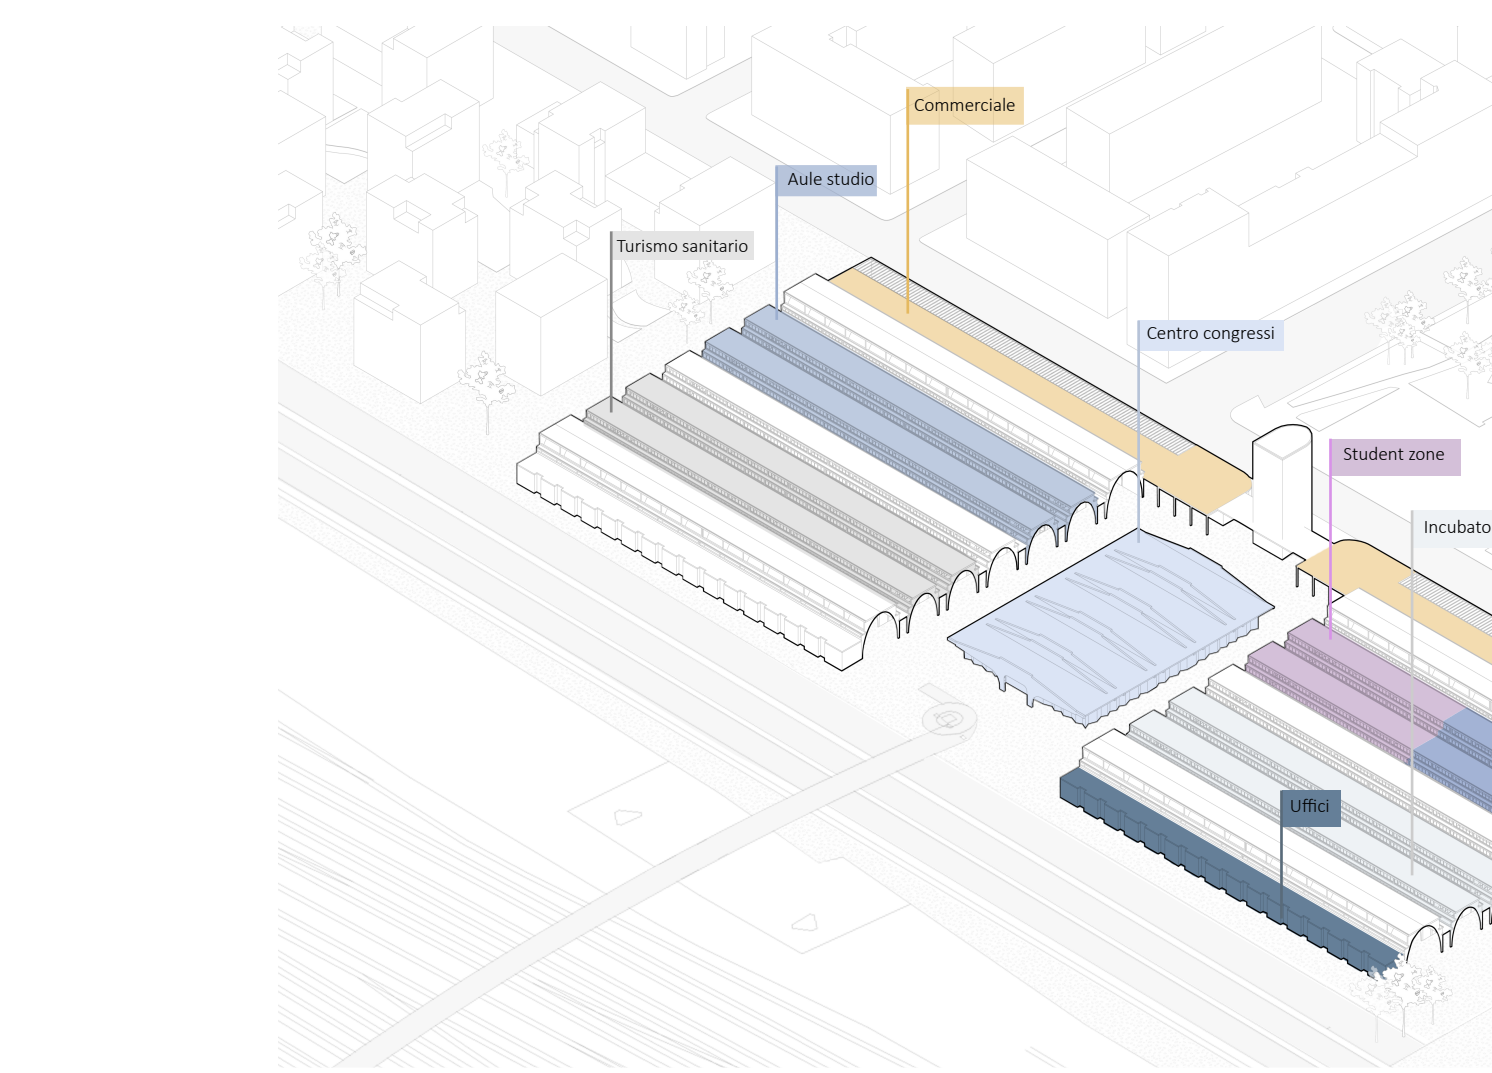 Commerciale
Aule studio
Turismo sanitario
Centro congressi
Student zone
Incubato
Uffici